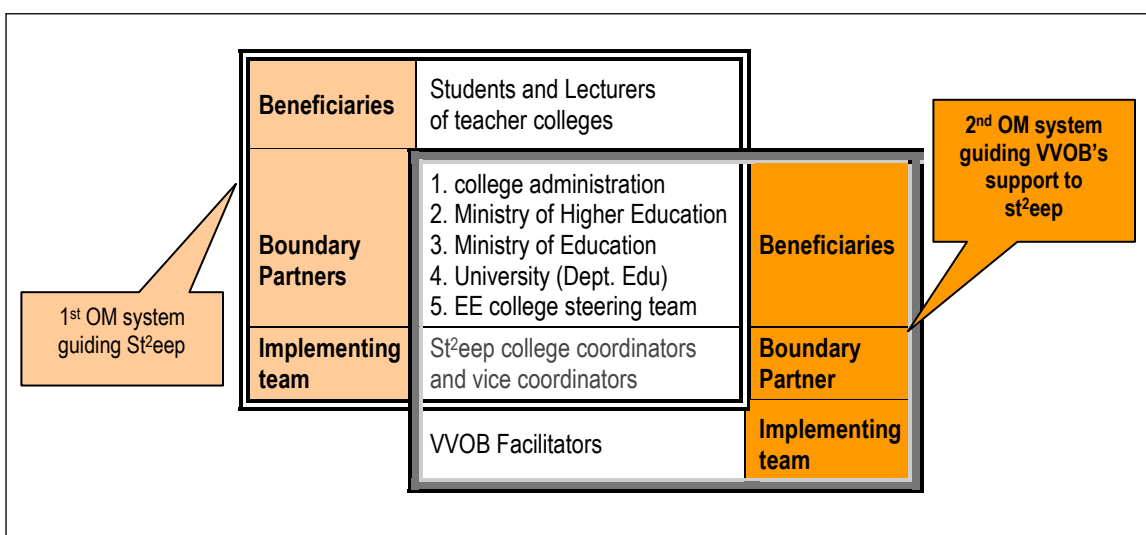 Beneficiaries
Students and Lecturers
of teacher colleges
2nd OM system
guiding VVOB's
support to
st²eep
1. college administration
2. Ministry of Higher Education
3. Ministry of Education
4. University (Dept. Edu)
5. EE college steering team
Boundary
Partners
Beneficiaries
1st OM system
guiding St²eep
Implementing
team
St²eep college coordinators
and vice coordinators
Boundary
Partner
VVOB Facilitators
Implementing
team